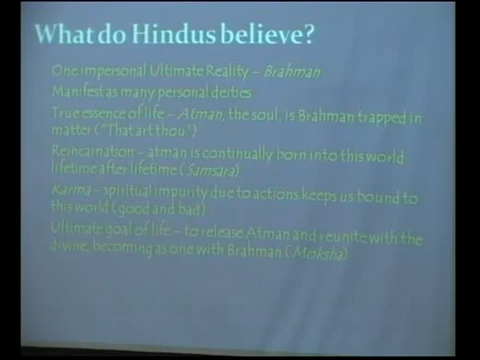 What do Hindus believe?
One impersonal Ultimate Reality – Brahman
Manifest as many personal deities
True essence of life – Atman, the soul, is Brahman trapped in
matter ("That art thou")
Reincarnation – atman is continually born into this world
lifetime after lifetime (Samsara)
Karma – spiritual impurity due to actions keeps us bound to
this world (good and bad)
Ultimate goal of life – to release Atman and reunite with the
divine, becoming as one with Brahman (Moksha)